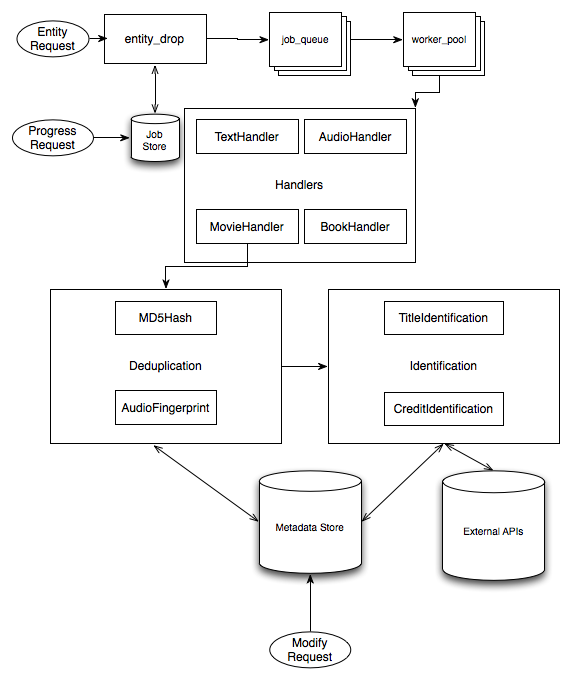 Entity
Request
entity_drop
job_queue
worker_pool
Progress
Request
Job
Store
TextHandler
AudioHandler
Handlers
MovieHandler
BookHandler
MD5Hash
Deduplication
AudioFingerprint
TitleIdentification
Identification
CreditIdentification
Metadata Store
External APIs
Modify
Request